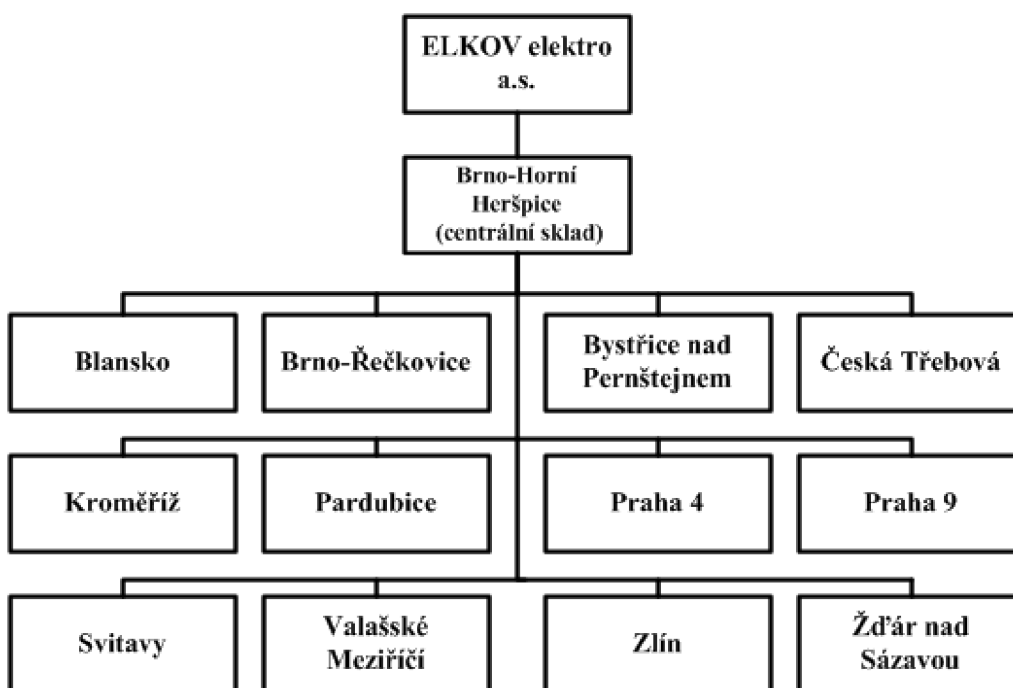 ELKOV elektro
a.s.
Brno-Horní
Heršpice
(centrální sklad)
Blansko
Brno-Řečkovice
Bystřice nad
Pernštejnem
Česká Třebová
Kroměříž
Pardubice
Praha 4
Praha 9
Svitavy
Valašské
Meziříčí
Zlín
Žďár nad
Sázavou